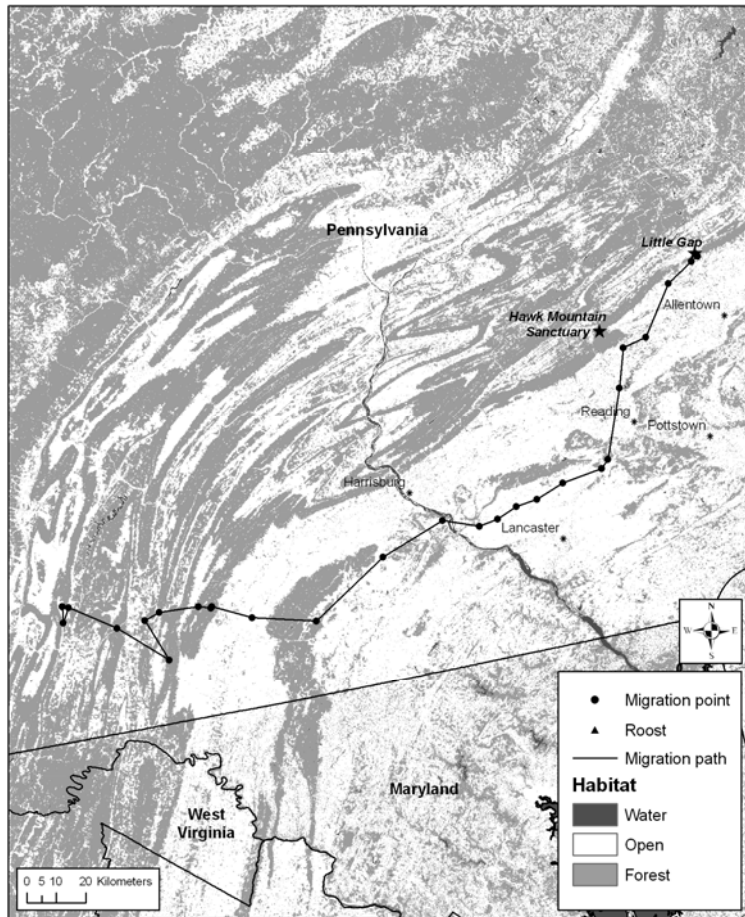 Pennsylvania
Little Gap
Allentown
Hawk Mountain
Sanctuary
Reading
Pottstown
Harrisburg
Lancaster
N
W E
S
Migration point
Roost
Migration path
Habitat
Water
Open
Forest
Maryland
West
Virginia
0 5 10 20 Kilometers